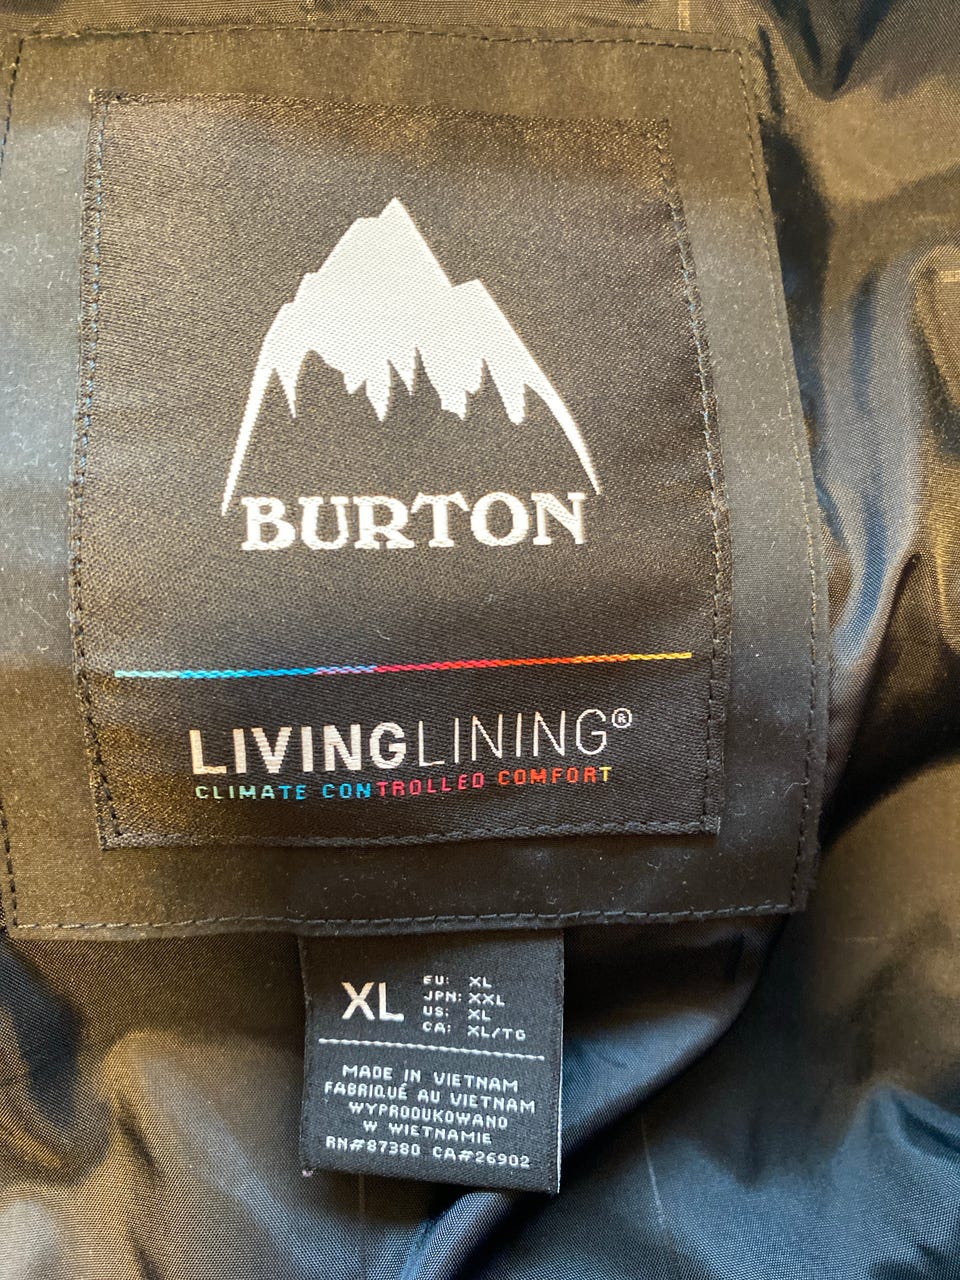 BURTON
LIVINGLINING®
CLIMATE CONTROLLED COMFORT
XL
EU: XL
JPN: XXL
US: XL
CA: XL/TG
MADE IN VIETNAM
FABRIQUÉ AU VIETNAM
WYPRODUKOWANO
W WIETNAMIE
RN#87380 CA#26902